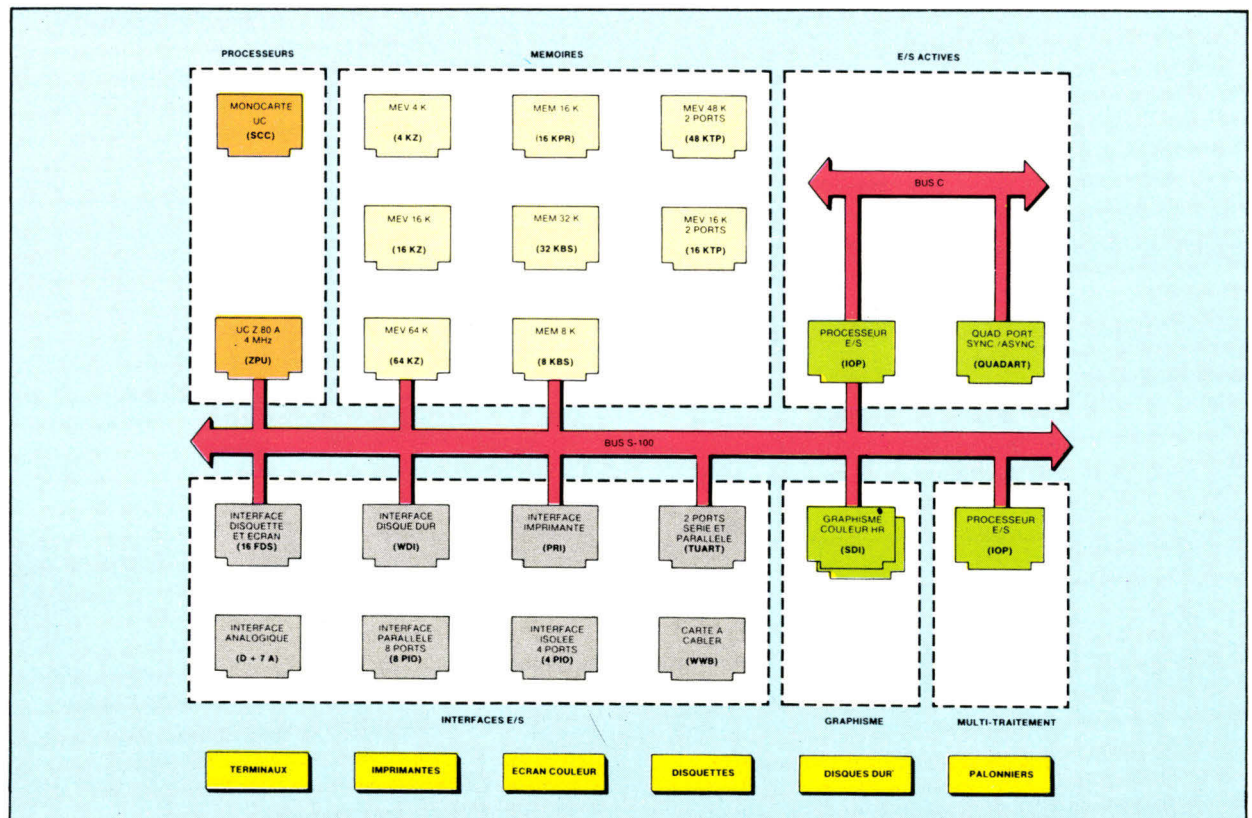 PROCESSEURS
MEMOIRES
E/S ACTIVES
MONOCARTE
UC
(SCC)
MEV 4 K
(4 KZ)
MEM 16 K
(16 KPR)
MEV 48 K
2 PORTS
(48 KTP)
BUS C
MEV 16 K
(16 KZ)
MEM 32 K
(32 KBS)
MEV 16 K
2 PORTS
(16 KTP)
UC Z 80 A
4 MHz
(ZPU)
MEV 64 K
(64 KZ)
MEM 8 K
(8 KBS)
PROCESSEUR
E/S
(IOP)
QUAD PORT
SYNC /ASYNC
(QUADART)
BUS S-100
INTERFACE
DISQUETTE
ET ECRAN
(16 FDS)
INTERFACE
DISQUE DUR
(WDI)
INTERFACE
IMPRIMANTE
(PRI)
2 PORTS
SERIE ET
PARALLELE
(TUART)
GRAPHISME
COULEUR HR
(SDI)
PROCESSEUR
E/S
(IOP)
INTERFACE
ANALOGIQUE
(D + 7 A)
INTERFACE
PARALLELE
8 PORTS
(8 PIO)
INTERFACE
ISOLEE
4 PORTS
(4 PIO)
CARTE A
CABLER
(WWB)
INTERFACES E/S
GRAPHISME
MULTI-TRAITEMENT
TERMINAUX
IMPRIMANTES
ECRAN COULEUR
DISQUETTES
DISQUES DUR'
PALONNIERS